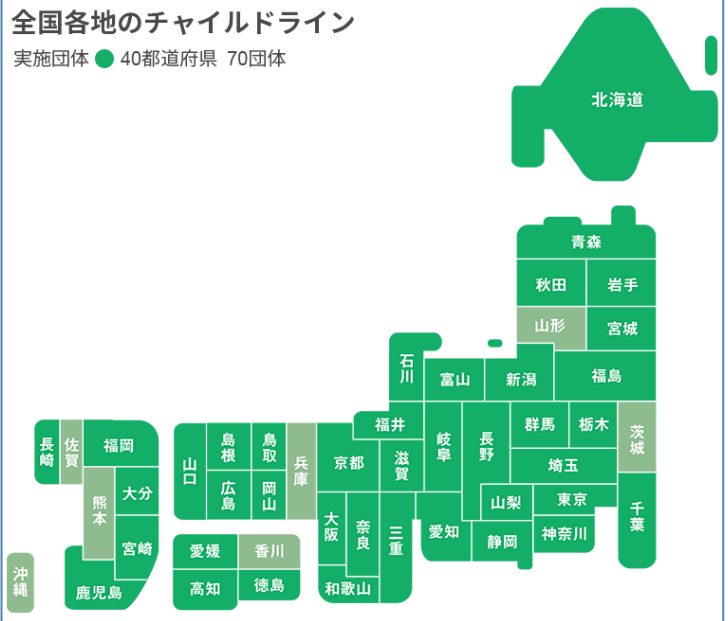 全国各地のチャイルドライン
実施団体 ● 40都道府県 70団体
北海道
青森
秋田
岩手
山形
宮城
石川
富山
新潟
福島
福井
岐阜
長野
群馬
栃木
茨城
長崎
佐賀
福岡
山口
島根
鳥取
兵庫
京都
滋賀
埼玉
熊本
大分
広島
岡山
山梨
東京
千葉
大阪
奈良
三重
愛知
静岡
神奈川
宮崎
愛媛
香川
沖縄
鹿児島
高知
徳島
和歌山